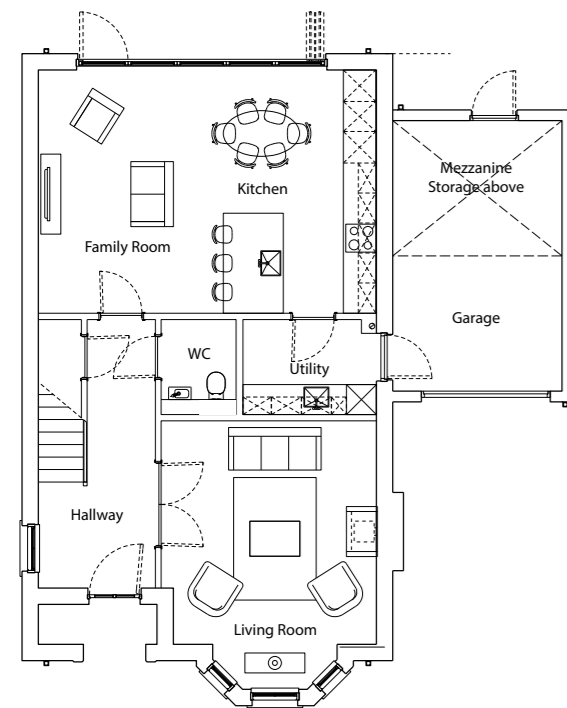 Mezzanine
Storage above
Kitchen
Family Room
Garage
WC
Utility
Hallway
Living Room